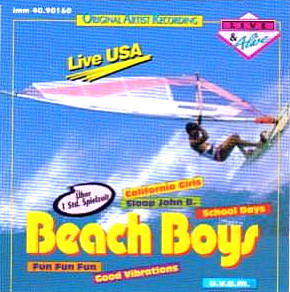 imm 40.90160
ORIGINAL ARTIST RECORDING
LIVE
& Alive
Live USA
Über
1 Std. Spielzeit
California Girls
Sloop John B.
School Days
Beach Boys
Fun Fun Fun
Good Vibrations
u.v.a.m.